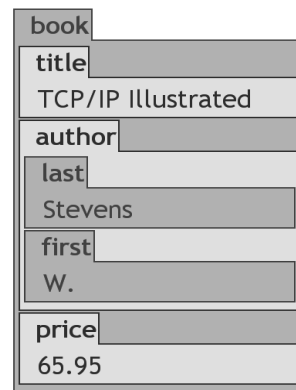 book
title
TCP/IP Illustrated
author
last
Stevens
first
W.
price
65.95